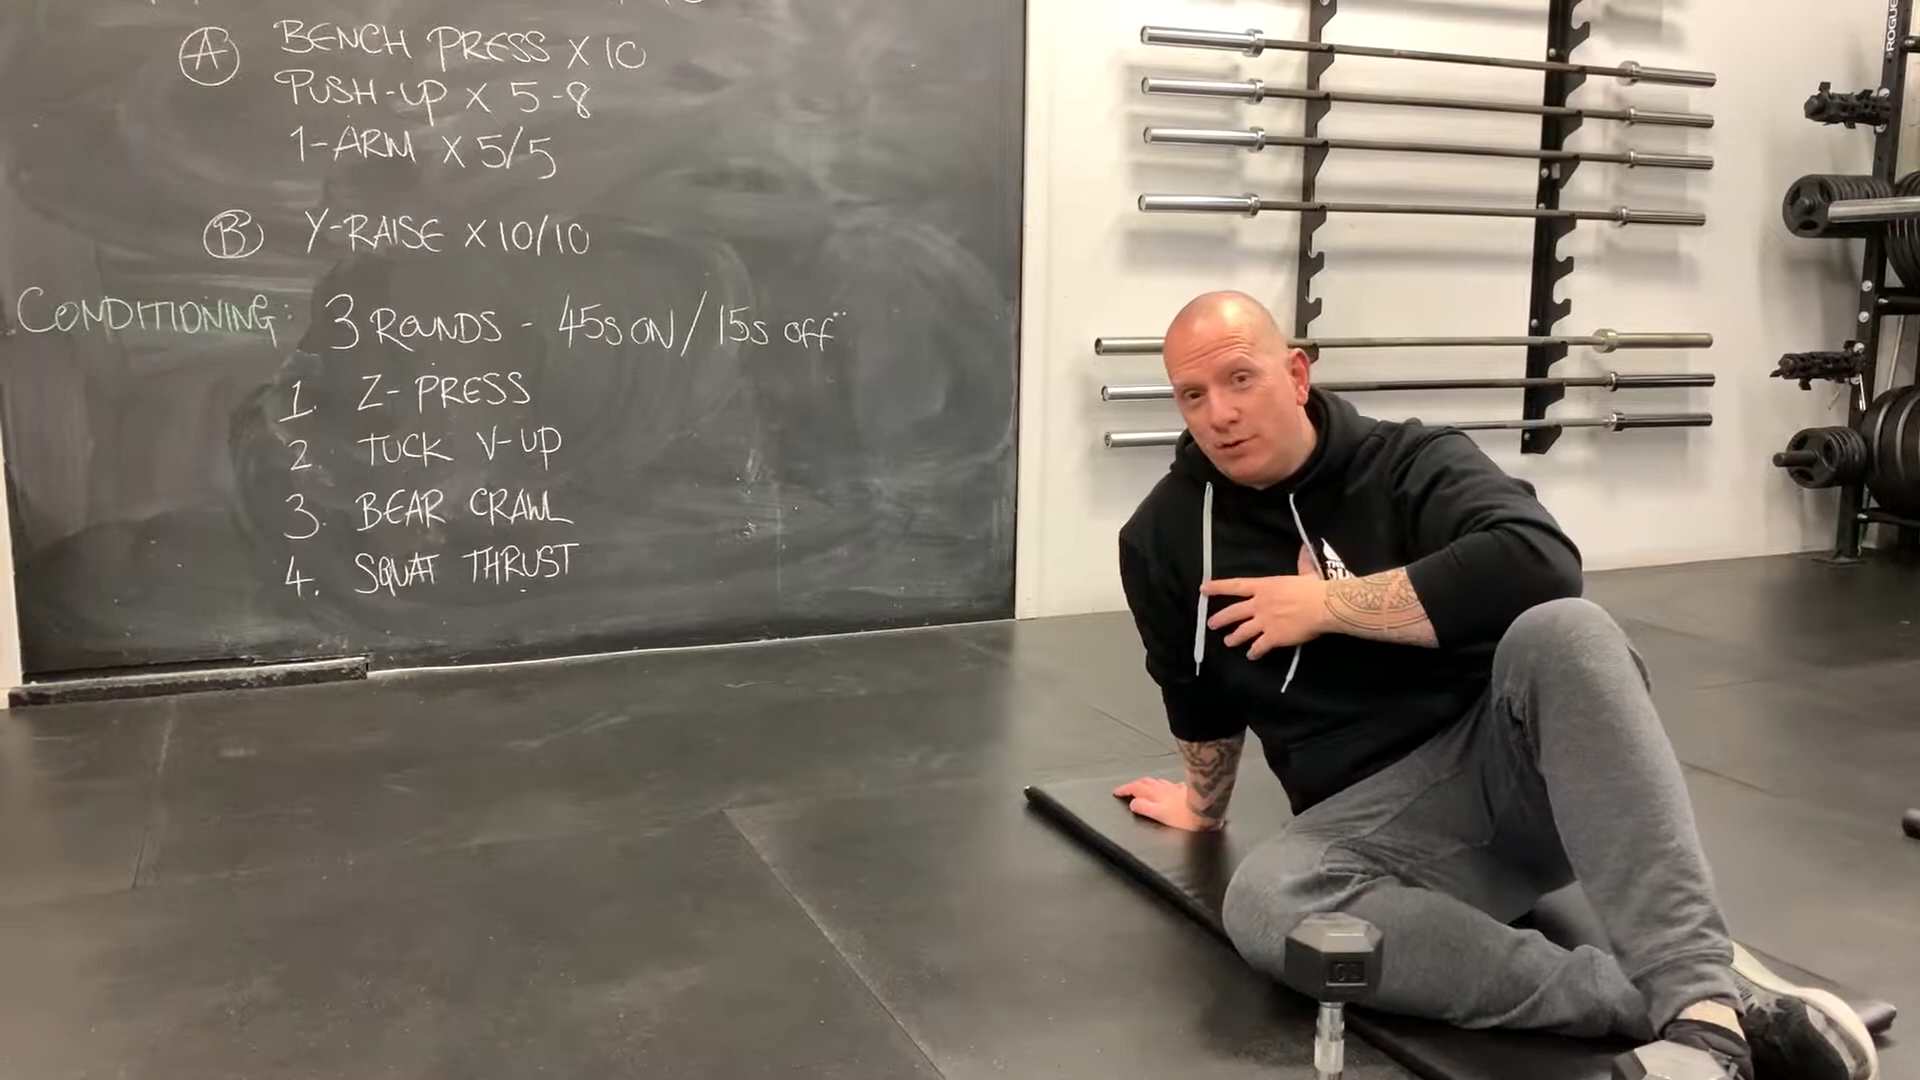 A BENCH PRESS X 10
PUSH-UP X 5-8
1-ARM X 5/5
B Y-RAISE X 10/10
CONDITIONING: 3 ROUNDS - 45S ON / 15S OFF
1. Z-PRESS
2. TUCK V-UP
3. BEAR CRAWL
4. SQUAT THRUST
ROGUE